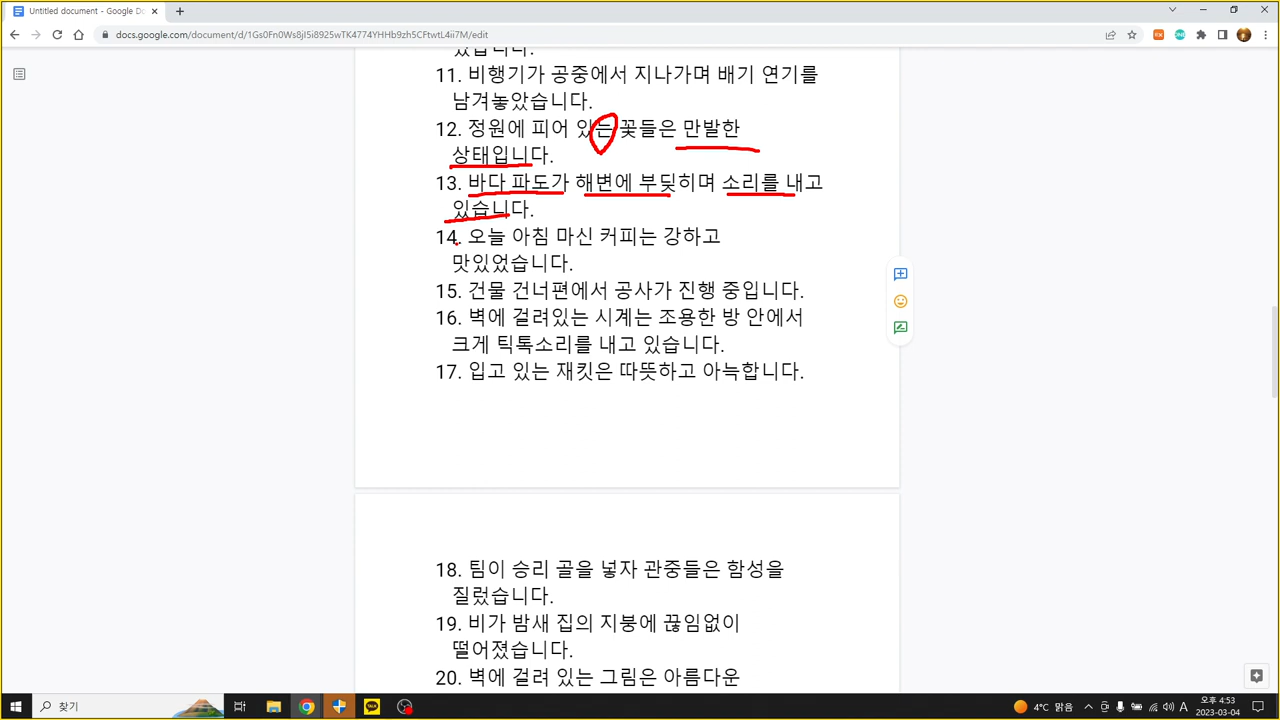 Untitled document - Google Do
docs.google.com/document/d/1Gs0Fn0Ws8jI5i8925wTK4774YHHb9zh5CFtwtL4ii7M/edit
있습니다.
11. 비행기가 공중에서 지나가며 배기 연기를
남겨놓았습니다.
12. 정원에 피어 있는 꽃들은 만발한
상태입니다.
13. 바다 파도가 해변에 부딪히며 소리를 내고
있습니다.
14. 오늘 아침 마신 커피는 강하고
맛있었습니다.
15. 건물 건너편에서 공사가 진행 중입니다.
16. 벽에 걸려있는 시계는 조용한 방 안에서
크게 틱톡소리를 내고 있습니다.
17. 입고 있는 재킷은 따뜻하고 아늑합니다.
18. 팀이 승리 골을 넣자 관중들은 함성을
질렀습니다.
19. 비가 밤새 집의 지붕에 끊임없이
떨어졌습니다.
20. 벽에 걸려 있는 그림은 아름다운
찾기
TALK
4°C 맑음
A
오후 4:53
2023-03-04